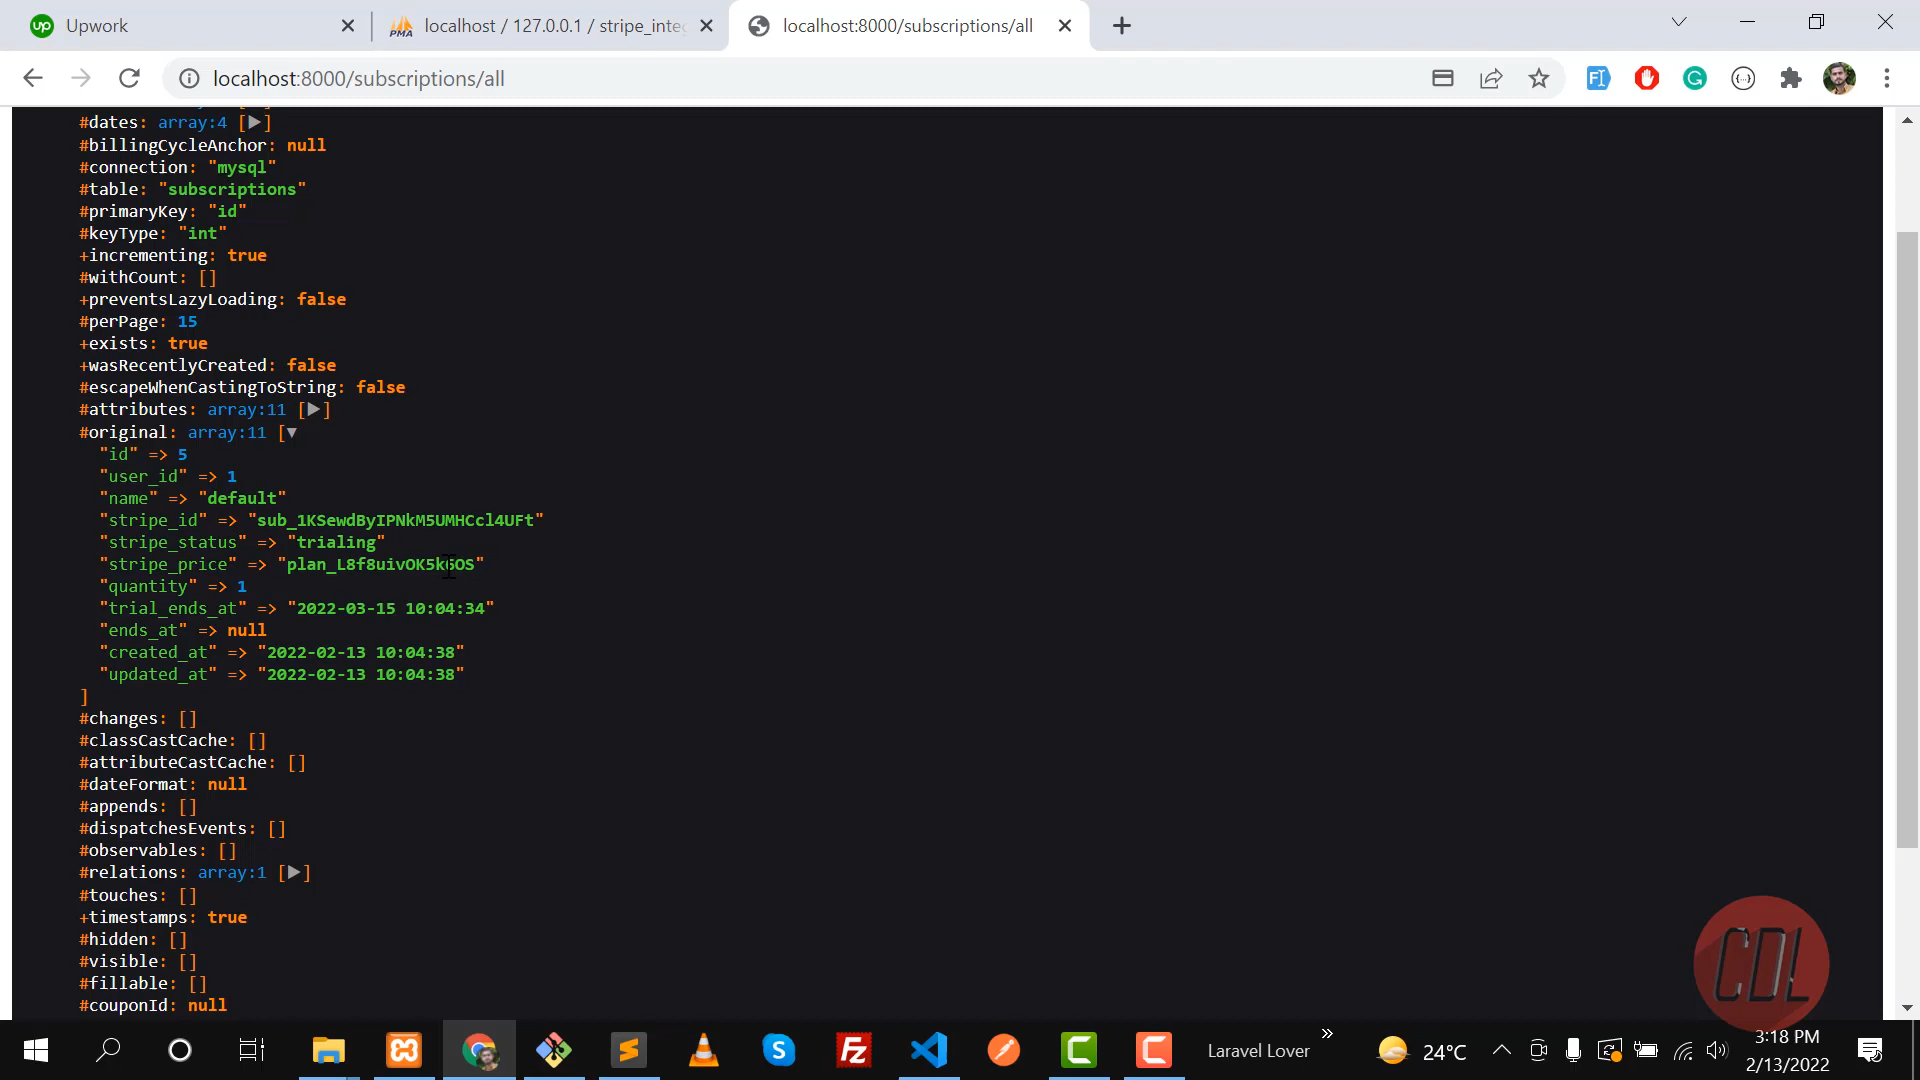 Upwork
localhost / 127.0.0.1 / stripe_integ
localhost:8000/subscriptions/all
localhost:8000/subscriptions/all
#dates: array:4 [▶]
#billingCycleAnchor: null
#connection: "mysql"
#table: "subscriptions"
#primaryKey: "id"
#keyType: "int"
+incrementing: true
#withCount: []
+preventsLazyLoading: false
#perPage: 15
+exists: true
+wasRecentlyCreated: false
#escapeWhenCastingToString: false
#attributes: array:11 [▶]
#original: array:11 [▼
"id" => 5
"user_id" => 1
"name" => "default"
"stripe_id" => "sub_1KSewdByIPNkM5UMHCcl4UFt"
"stripe_status" => "trialing"
"stripe_price" => "plan_L8f8uivOK5k6OS"
"quantity" => 1
"trial_ends_at" => "2022-03-15 10:04:34"
"ends_at" => null
"created_at" => "2022-02-13 10:04:38"
"updated_at" => "2022-02-13 10:04:38"
]
#changes: []
#classCastCache: []
#attributeCastCache: []
#dateFormat: null
#appends: []
#dispatchesEvents: []
#observables: []
#relations: array:1 [▶]
#touches: []
+timestamps: true
#hidden: []
#visible: []
#fillable: []
#couponId: null
CDL
Laravel Lover
24°C
3:18 PM
2/13/2022